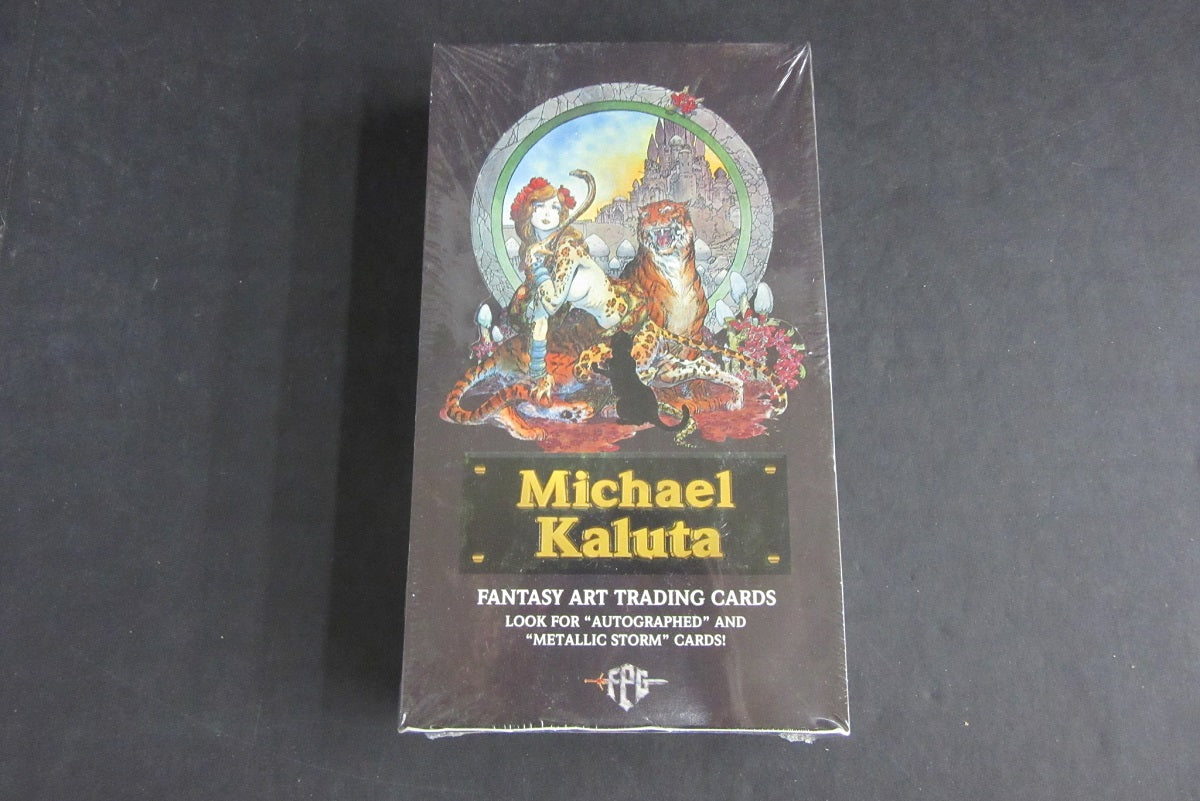 Michael
Kaluta
FANTASY ART TRADING CARDS
LOOK FOR “AUTOGRAPHED” AND
“METALLIC STORM” CARDS!
FPG